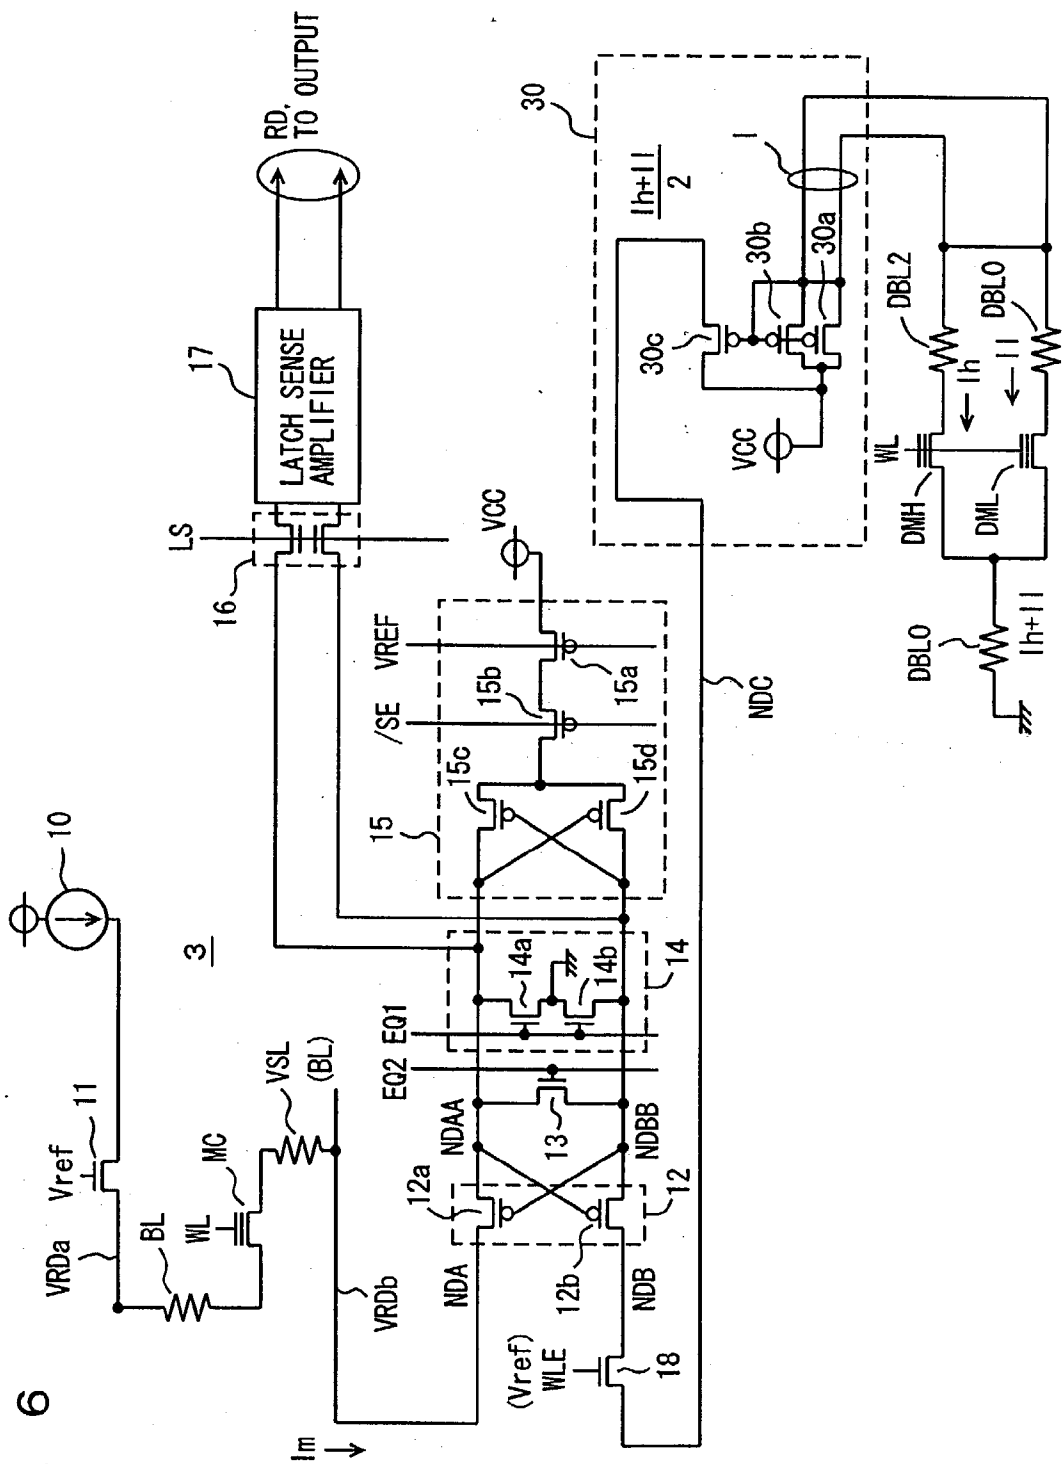 6
Im
VRDa
Vref
11
10
BL
WL
MC
VSL
(BL)
VRDb
3
LS
16
17
LATCH SENSE
AMPLIFIER
RD,
TO OUTPUT
NDA
12a
NDAA
EQ2
EQ1
14a
14b
14
13
12b
12
NDB
NDBB
(Vref)
WLE
18
15
15c
15d
/SE
15b
VREF
15a
VCC
NDC
30
Ih+Il
2
30c
30b
30a
I
VCC
WL
DMH
DML
Ih
Il
DBL2
DBL0
DBL0
Ih+Il